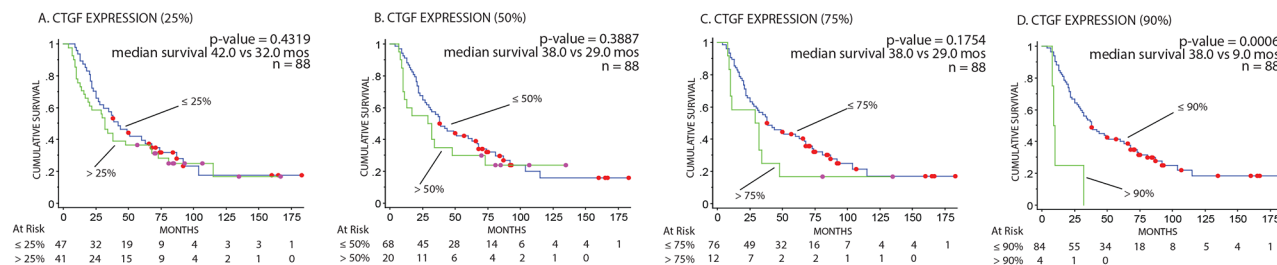 A. CTGF EXPRESSION (25%)
p-value = 0.4319
median survival 42.0 vs 32.0 mos
n = 88
CUMULATIVE SURVIVAL
1
.8
.6
.4
.2
0
≤ 25%
> 25%
0 25 50 75 100 125 150 175
MONTHS
At Risk
≤ 25% 47 32 19 9 4 3 3 1
> 25% 41 24 15 9 4 2 1 0
B. CTGF EXPRESSION (50%)
p-value = 0.3887
median survival 38.0 vs 29.0 mos
n = 88
CUMULATIVE SURVIVAL
1
.8
.6
.4
.2
0
≤ 50%
> 50%
0 25 50 75 100 125 150 175
MONTHS
At Risk
≤ 50% 68 45 28 14 6 4 4 1
> 50% 20 11 6 4 2 1 0
C. CTGF EXPRESSION (75%)
p-value = 0.1754
median survival 38.0 vs 29.0 mos
n = 88
CUMULATIVE SURVIVAL
1
.8
.6
.4
.2
0
≤ 75%
> 75%
0 25 50 75 100 125 150 175
MONTHS
At Risk
≤ 75% 76 49 32 16 7 4 4 1
> 75% 12 7 2 2 1 1 0
D. CTGF EXPRESSION (90%)
p-value = 0.0006
median survival 38.0 vs 9.0 mos
n = 88
CUMULATIVE SURVIVAL
1
.8
.6
.4
.2
0
≤ 90%
> 90%
0 25 50 75 100 125 150 175
MONTHS
At Risk
≤ 90% 84 55 34 18 8 5 4 1
> 90% 4 1 0